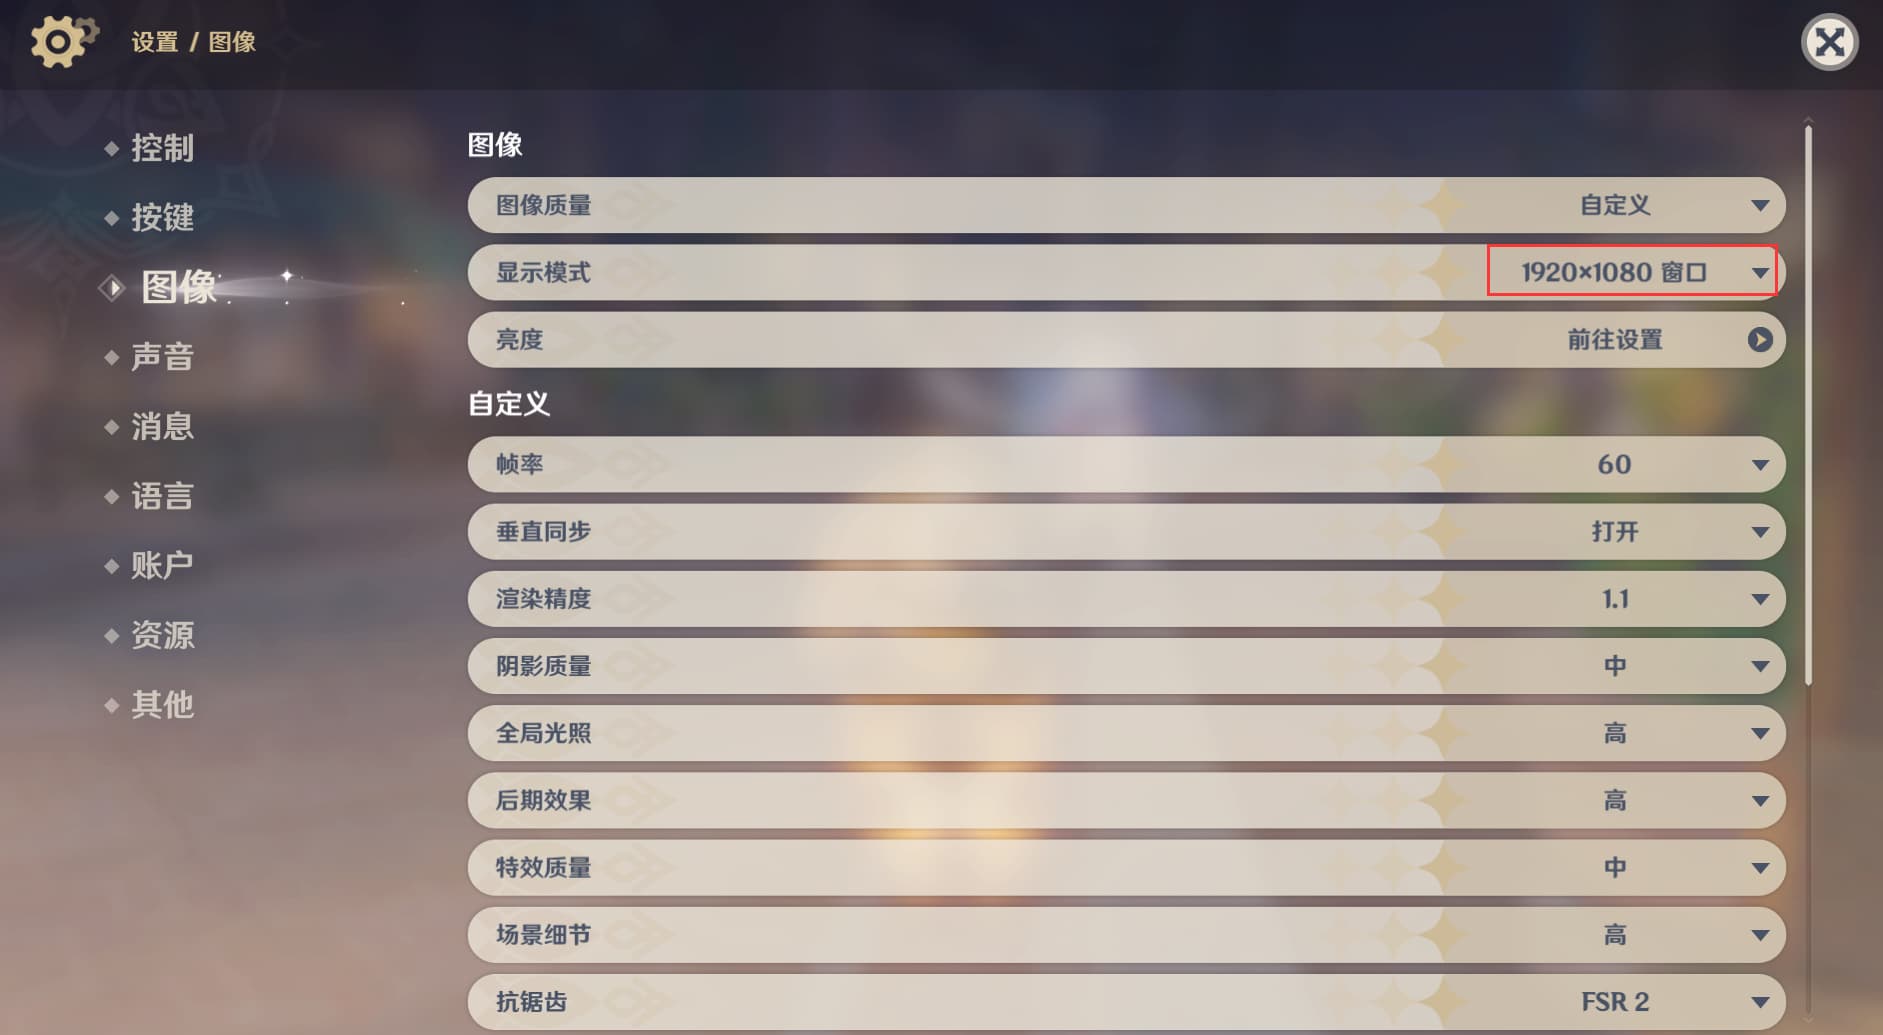 设置 / 图像
控制
按键
图像
声音
消息
语言
账户
资源
其他
图像
图像质量 自定义
显示模式 1920×1080 窗口
亮度 前往设置
自定义
帧率 60
垂直同步 打开
渲染精度 1.1
阴影质量 中
全局光照 高
后期效果 高
特效质量 中
场景细节 高
抗锯齿 FSR 2